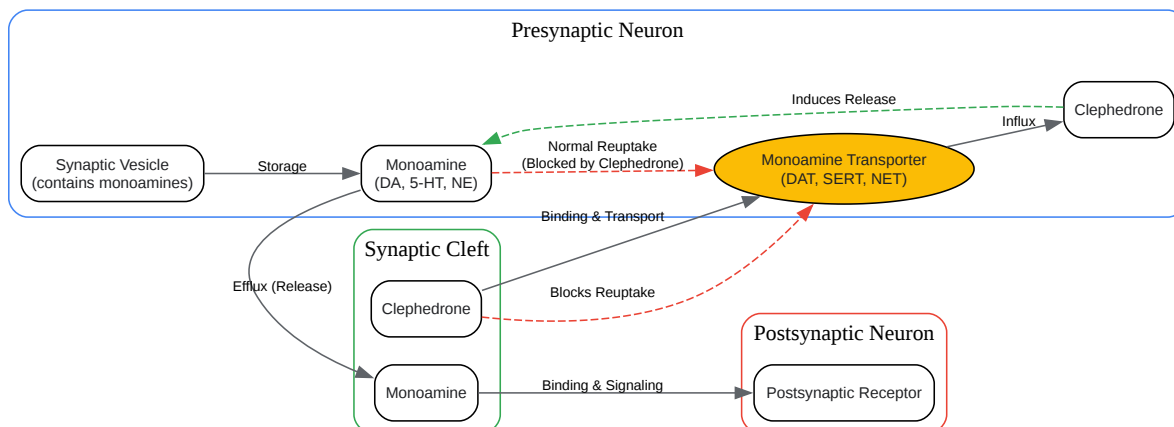 Presynaptic Neuron
Induces Release
Clephedrone
Influx
Normal Reuptake
(Blocked by Clephedrone)
Synaptic Vesicle
(contains monoamines)
Storage
Monoamine
(DA, 5-HT, NE)
Monoamine Transporter
(DAT, SERT, NET)
Binding & Transport
Synaptic Cleft
Efflux (Release)
Clephedrone
Blocks Reuptake
Postsynaptic Neuron
Monoamine
Binding & Signaling
Postsynaptic Receptor